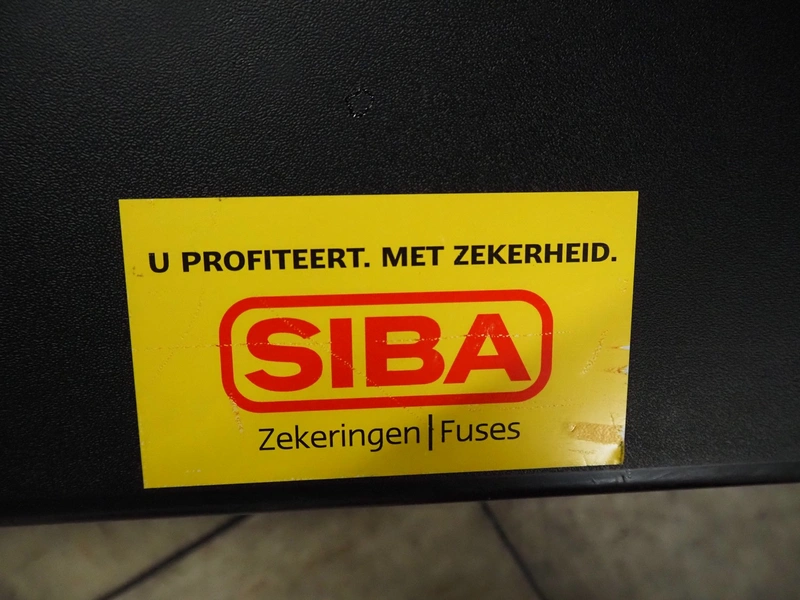 U PROFITEERT. MET ZEKERHEID.
SIBA
Zekeringen|Fuses